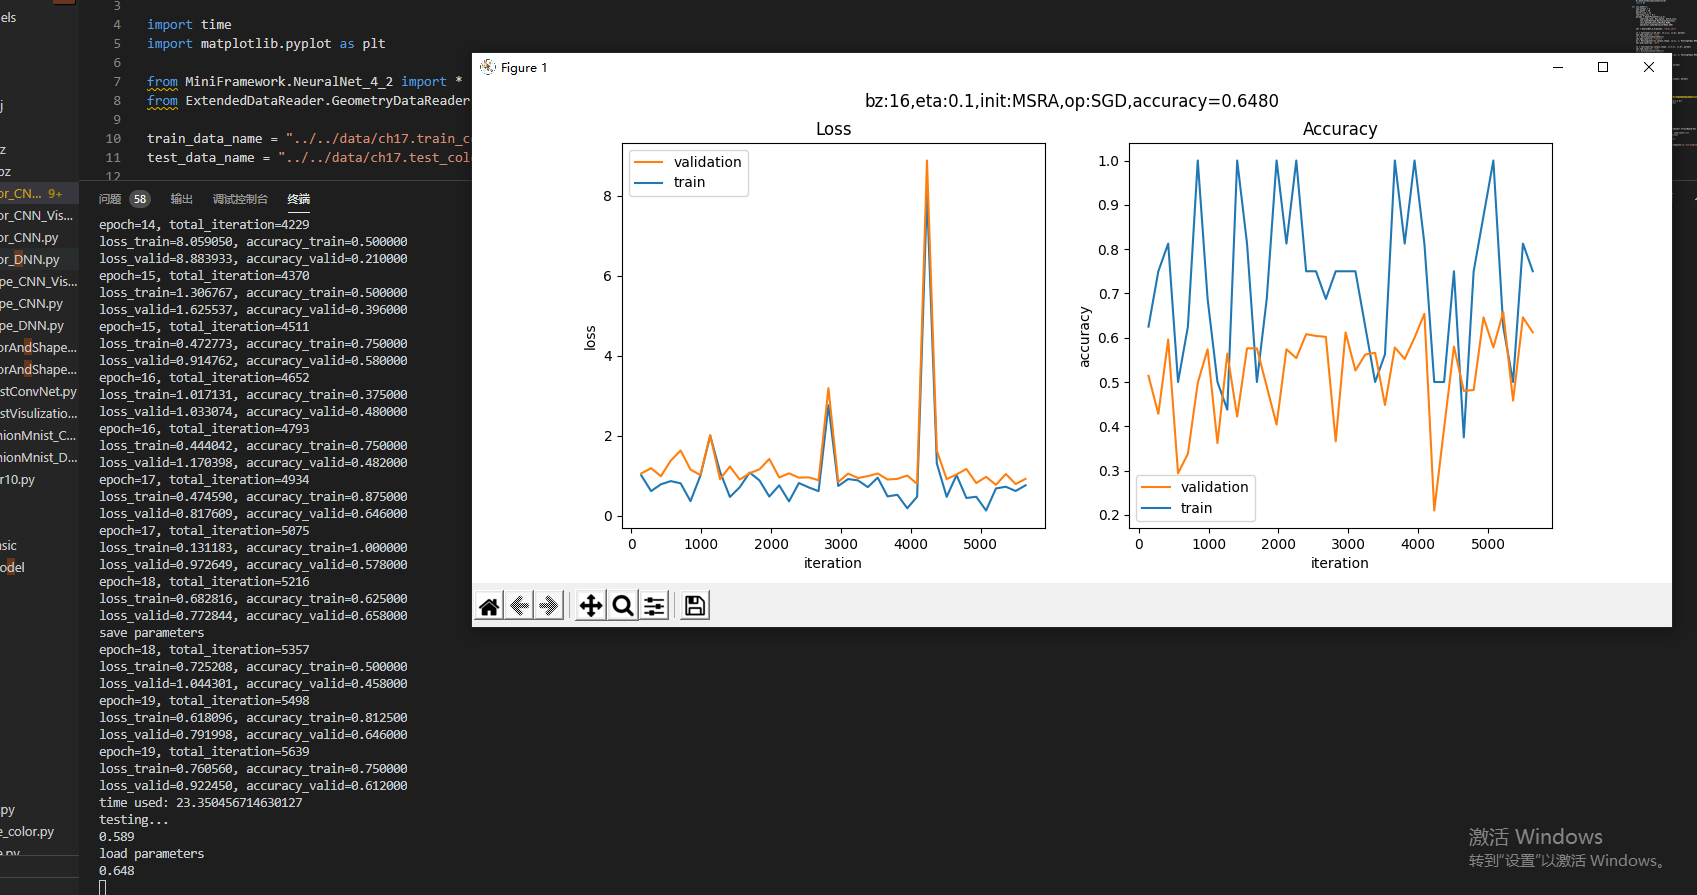 els
j
z
oz
or_CN... 9+
or_CNN_Vis...
or_CNN.py
or_DNN.py
pe_CNN_Vis...
pe_CNN.py
pe_DNN.py
orAndShape...
orAndShape...
stConvNet.py
stVisulizatio...
nionMnist_C...
nionMnist_D...
r10.py
sic
odel
.py
e_color.py
3
4 import time
5 import matplotlib.pyplot as plt
6
7 from MiniFramework.NeuralNet_4_2 import *
8 from ExtendedDataReader.GeometryDataReader
9
10 train_data_name = "../../data/ch17.train_co
11 test_data_name = "../../data/ch17.test_col
12
问题 58 输出 调试控制台 终端
epoch=14, total_iteration=4229
loss_train=8.059050, accuracy_train=0.500000
loss_valid=8.883933, accuracy_valid=0.210000
epoch=15, total_iteration=4370
loss_train=1.306767, accuracy_train=0.500000
loss_valid=1.625537, accuracy_valid=0.396000
epoch=15, total_iteration=4511
loss_train=0.472773, accuracy_train=0.750000
loss_valid=0.914762, accuracy_valid=0.580000
epoch=16, total_iteration=4652
loss_train=1.017131, accuracy_train=0.375000
loss_valid=1.033074, accuracy_valid=0.480000
epoch=16, total_iteration=4793
loss_train=0.444042, accuracy_train=0.750000
loss_valid=1.170398, accuracy_valid=0.482000
epoch=17, total_iteration=4934
loss_train=0.474590, accuracy_train=0.875000
loss_valid=0.817609, accuracy_valid=0.646000
epoch=17, total_iteration=5075
loss_train=0.131183, accuracy_train=1.000000
loss_valid=0.972649, accuracy_valid=0.578000
epoch=18, total_iteration=5216
loss_train=0.682816, accuracy_train=0.625000
loss_valid=0.772844, accuracy_valid=0.658000
save parameters
epoch=18, total_iteration=5357
loss_train=0.725208, accuracy_train=0.500000
loss_valid=1.044301, accuracy_valid=0.458000
epoch=19, total_iteration=5498
loss_train=0.618096, accuracy_train=0.812500
loss_valid=0.791998, accuracy_valid=0.646000
epoch=19, total_iteration=5639
loss_train=0.760560, accuracy_train=0.750000
loss_valid=0.922450, accuracy_valid=0.612000
time used: 23.350456714630127
testing...
0.589
load parameters
0.648
Figure 1
bz:16,eta:0.1,init:MSRA,op:SGD,accuracy=0.6480
Loss
validation
train
8
6
4
2
0
loss
0 1000 2000 3000 4000 5000
iteration
Accuracy
1.0
0.9
0.8
0.7
0.6
0.5
0.4
0.3
0.2
accuracy
validation
train
0 1000 2000 3000 4000 5000
iteration
激活 Windows
转到"设置"以激活 Windows。